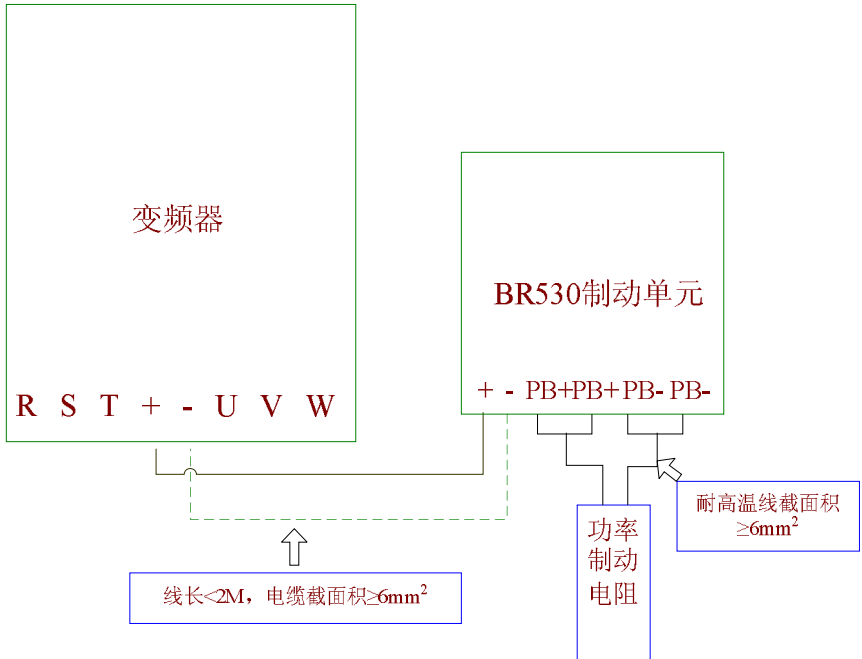 变频器
R S T + - U V W
BR530制动单元
+ - PB+PB+PB-PB-
耐高温线截面积
≥6mm²
功率
制动
电阻
线长<2M，电缆截面积≥6mm²